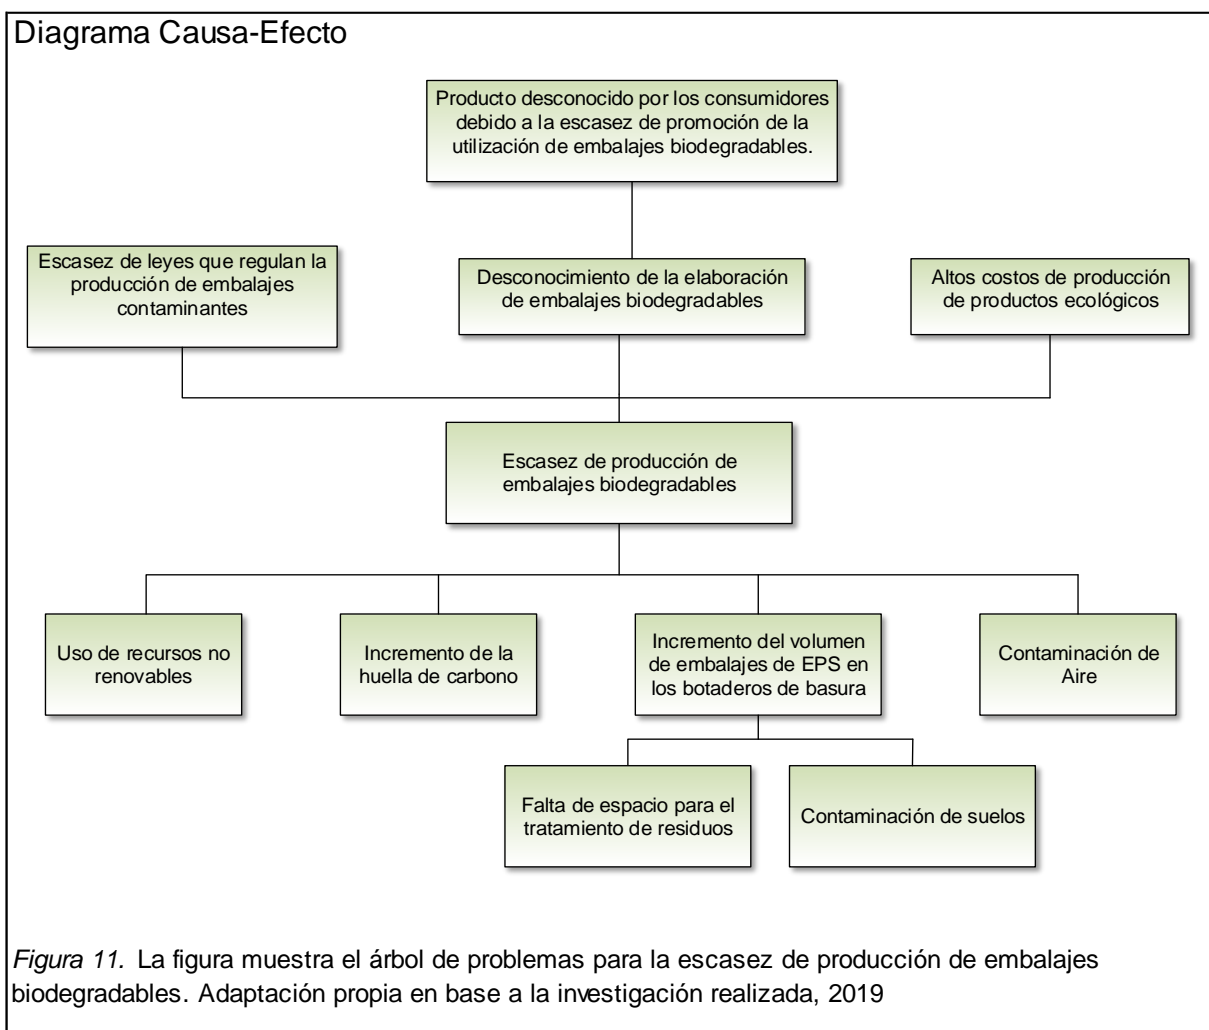 Diagrama Causa-Efecto
Producto desconocido por los consumidores
debido a la escasez de promoción de la
utilización de embalajes biodegradables.
Escasez de leyes que regulan la
producción de embalajes
contaminantes
Desconocimiento de la elaboración
de embalajes biodegradables
Altos costos de producción
de productos ecológicos
Escasez de producción de
embalajes biodegradables
Uso de recursos no
renovables
Incremento de la
huella de carbono
Incremento del volumen
de embalajes de EPS en
los botaderos de basura
Contaminación de
Aire
Falta de espacio para el
tratamiento de residuos
Contaminación de suelos
Figura 11. La figura muestra el árbol de problemas para la escasez de producción de embalajes
biodegradables. Adaptación propia en base a la investigación realizada, 2019